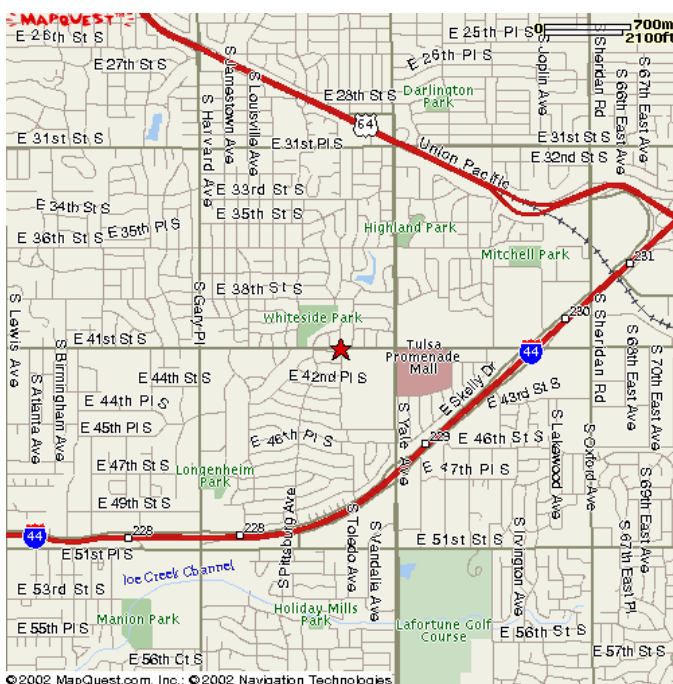 MAPQUEST
0 700m
2100ft
E 26th St S
E 25th Pl S
E 26th Pl S
E 27th St S
E 28th St S
Darlington
Park
S Joplin Ave
S Sheridan Rd
S 66th East Ave
S 67th East Ave
S Jamestown Ave
S Louisville Ave
S Harvard Ave
64
Union Pacific
E 31st St S
E 31st Pl S
E 31st St S
E 32nd St S
E 33rd St S
E 34th St S
E 35th St S
E 35th Pl S
E 36th St S
Highland Park
Mitchell Park
231
E 38th St S
S Gary Pl
Whiteside Park
230
S Lewis Ave
E 41st St S
S Birmingham Ave
S Atlanta Ave
Tulsa
Promenade
Mall
44
S Sheridan Rd
S 68th East Ave
S 70th East Ave
E 42nd Pl S
E 44th St S
E 44th Pl S
E 45th Pl S
E Skelly Dr
E 43rd St S
S Yale Ave
229
E 46th Pl S
E 46th St S
E 47th St S
E 47th Pl S
Longenheim
Park
S Lakewood Ave
S Oxford Ave
S 69th East Ave
E 49th St S
44
228
228
S Pittsburg Ave
S Toledo Ave
S Vandalia Ave
E 51st Pl S
E 51st St S
S Irvington Ave
S 67th East Pl
Joe Creek Channel
E 53rd St S
Manion Park
Holiday Mills
Park
Lafortune Golf
Course
E 55th Pl S
E 56th St S
E 56th Ct S
E 57th St S
©2002 MapQuest.com, Inc.; ©2002 Navigation Technologies